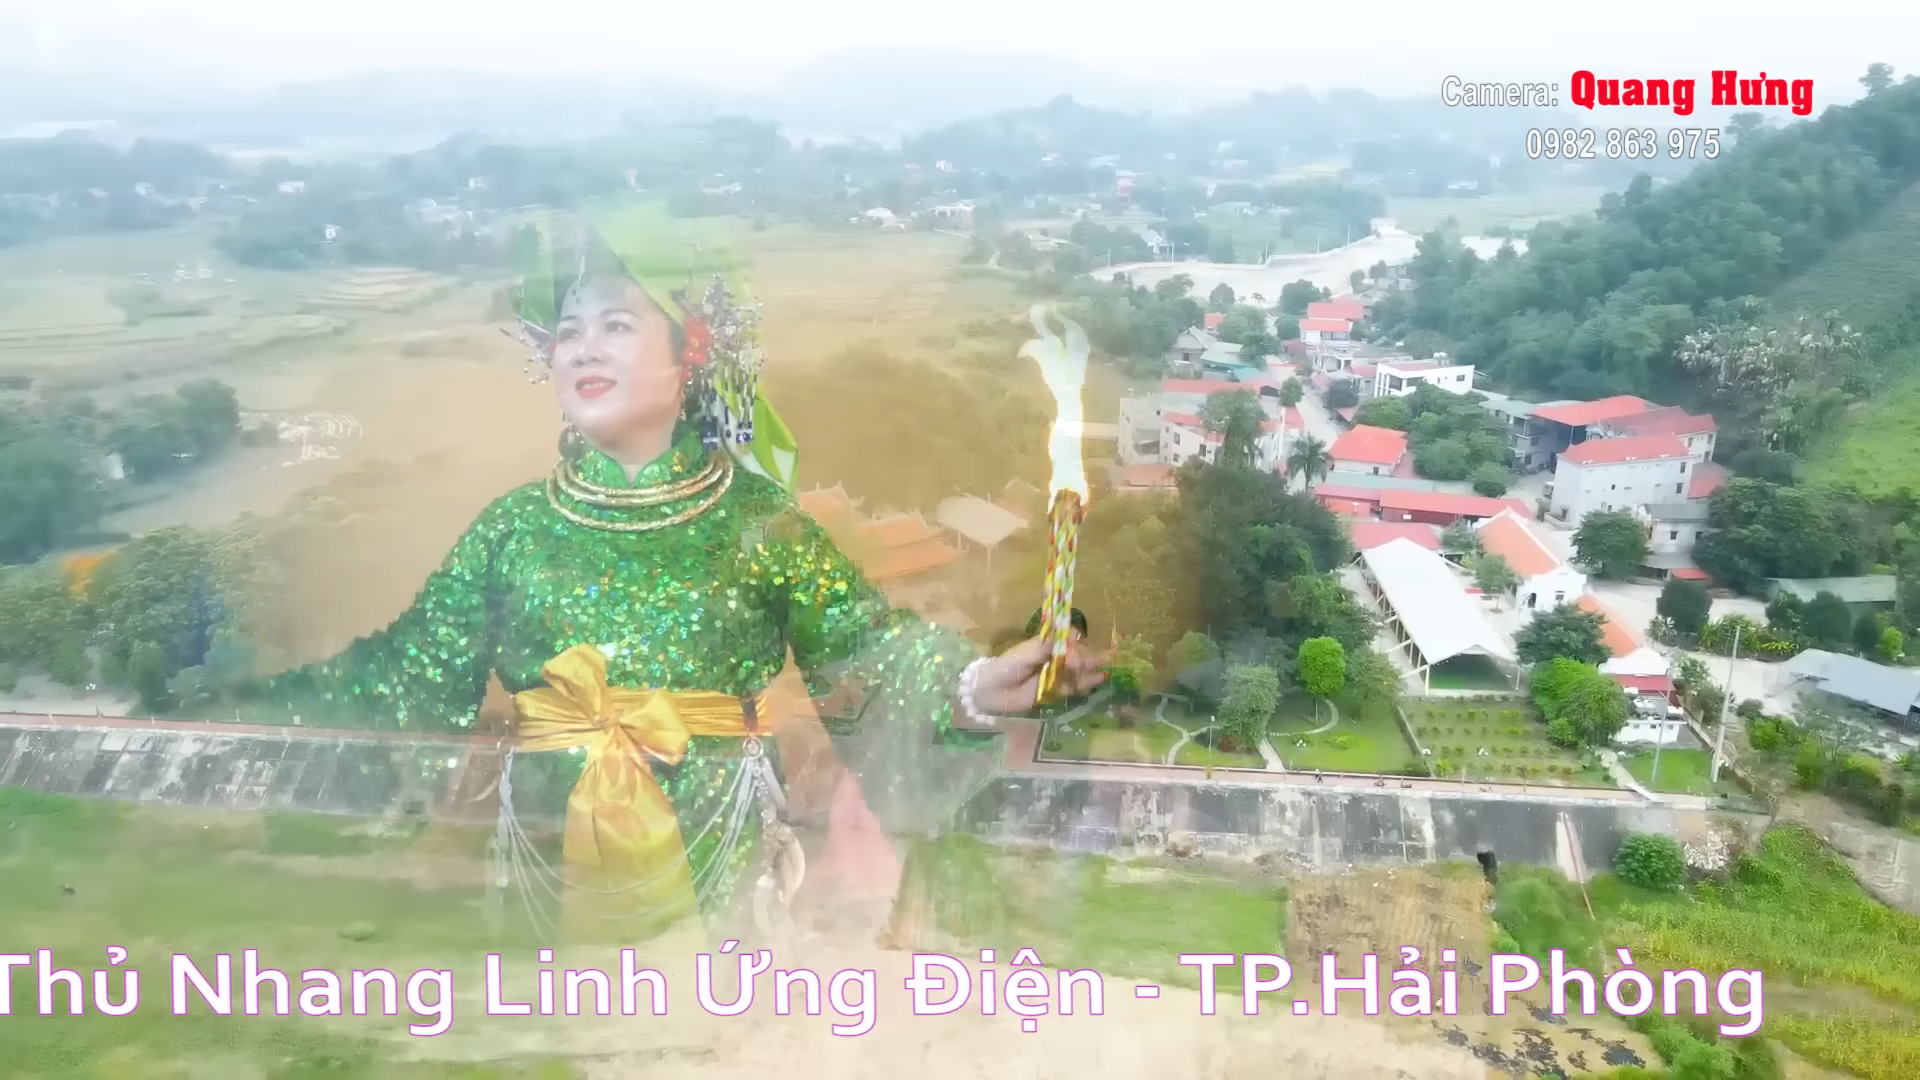 Camera: Quang Hưng
0982 863 975
Thủ Nhang Linh Ứng Điện - TP.Hải Phòng